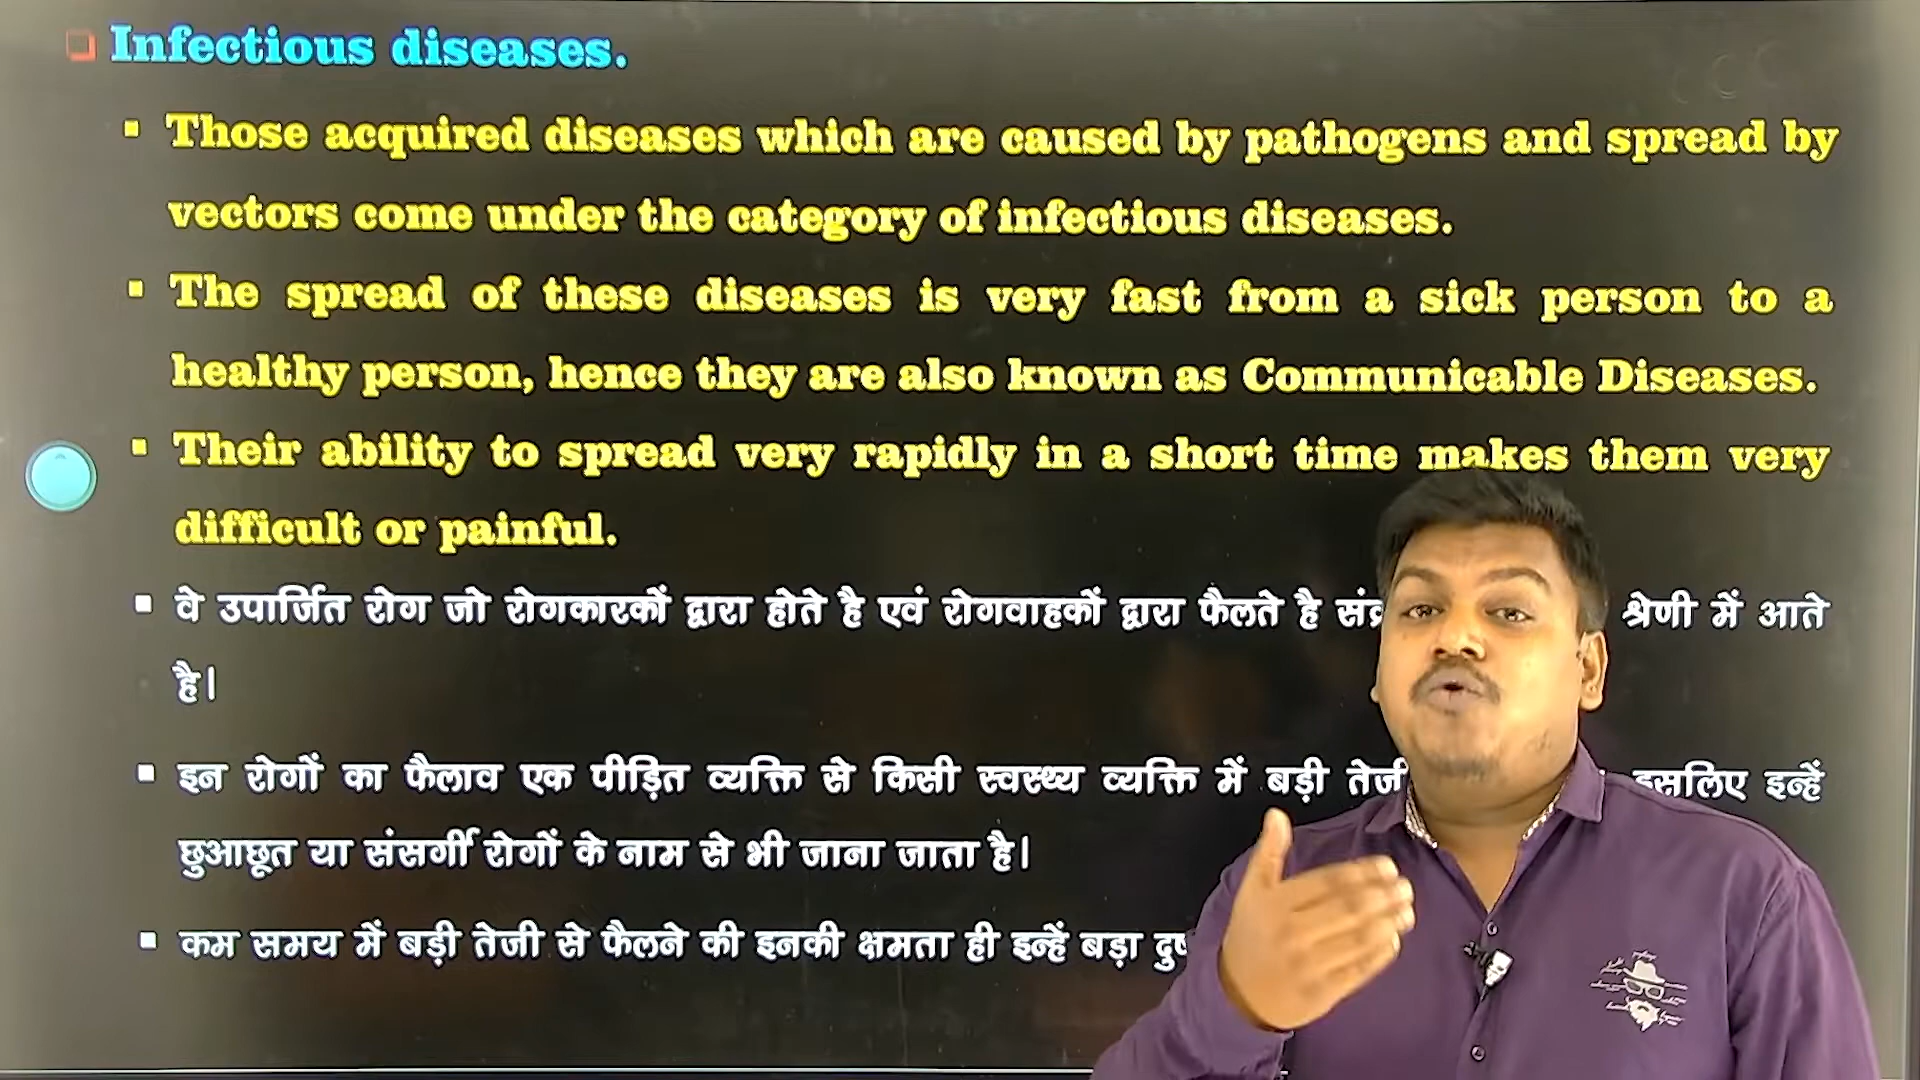 Infectious diseases.
Those acquired diseases which are caused by pathogens and spread by
vectors come under the category of infectious diseases.
The spread of these diseases is very fast from a sick person to a
healthy person, hence they are also known as Communicable Diseases.
Their ability to spread very rapidly in a short time makes them very
difficult or painful.
वे उपार्जित रोग जो रोगकारकों द्वारा होते है एवं रोगवाहकों द्वारा फैलते है श्रेणी में आते
है।
इन रोगों का फैलाव एक पीड़ित व्यक्ति से किसी स्वस्थ्य व्यक्ति में बड़ी इसलिए इन्हें
छुआछूत या संसर्गी रोगों के नाम से भी जाना जाता है।
कम समय में बड़ी तेजी से फैलने की इनकी क्षमता ही इन्हें बड़ा